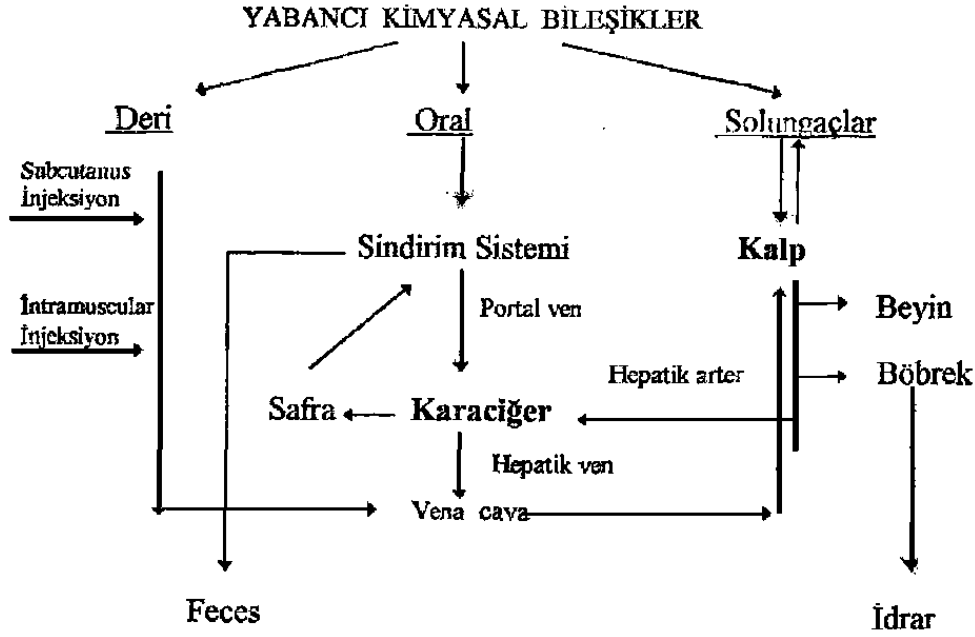 YABANCI KİMYASAL BİLEŞİKLER
Deri
Oral
Solungaçlar
Subcutanus
İnjeksiyon
Sindirim Sistemi
Kalp
İntramuscular
İnjeksiyon
Portal ven
Beyin
Hepatik arter
Böbrek
Safra
Karaciğer
Hepatik ven
Vena cava
Feces
İdrar